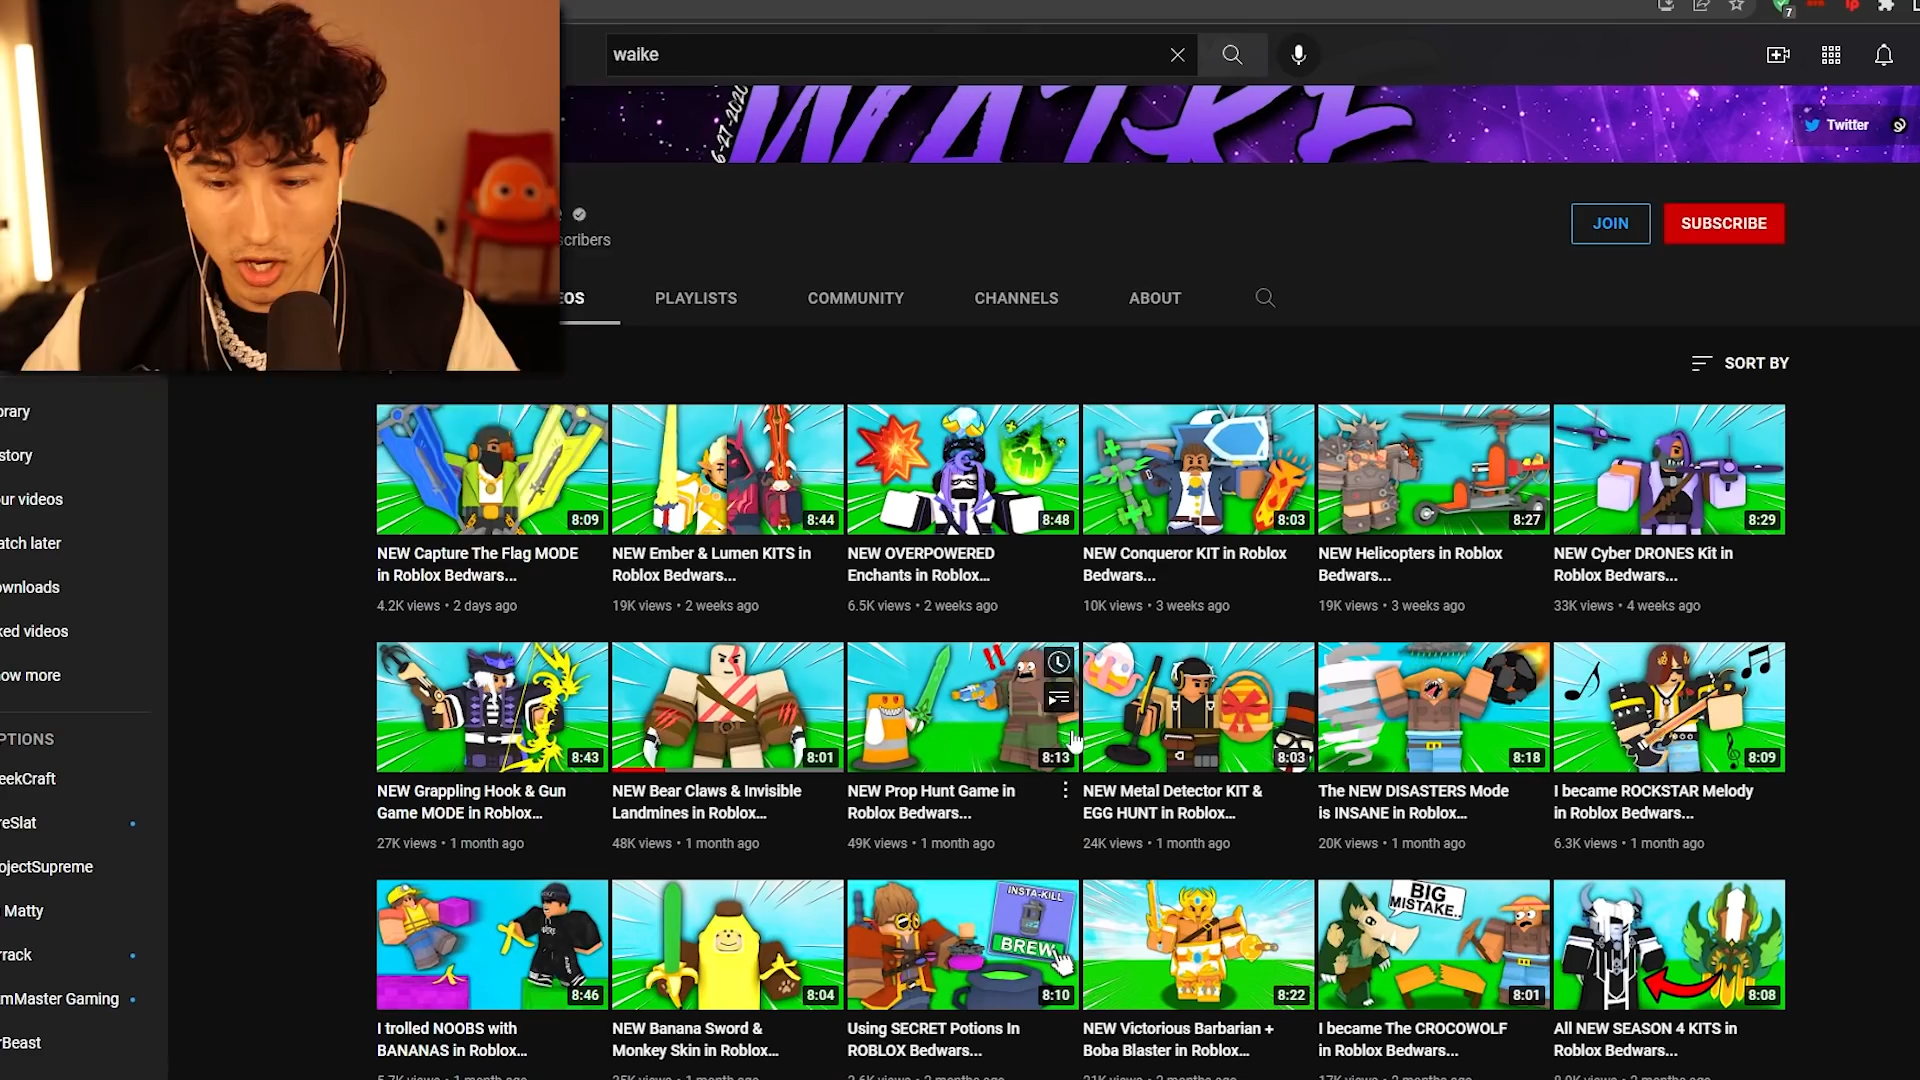 7
waike
6-27-2020
WAIKE
Twitter
JOIN
SUBSCRIBE
scribers
EOS
PLAYLISTS
COMMUNITY
CHANNELS
ABOUT
SORT BY
brary
story
ur videos
atch later
ownloads
ked videos
ow more
PTIONS
eekCraft
reSlat
ojectSupreme
Matty
rrack
mMaster Gaming
rBeast
8:09
8:44
8:48
8:03
8:27
8:29
NEW Capture The Flag MODE
in Roblox Bedwars...
4.2K views • 2 days ago
NEW Ember & Lumen KITS in
Roblox Bedwars...
19K views • 2 weeks ago
NEW OVERPOWERED
Enchants in Roblox...
6.5K views • 2 weeks ago
NEW Conqueror KIT in Roblox
Bedwars...
10K views • 3 weeks ago
NEW Helicopters in Roblox
Bedwars...
19K views • 3 weeks ago
NEW Cyber DRONES Kit in
Roblox Bedwars...
33K views • 4 weeks ago
8:43
8:01
!!
8:13
8:03
8:18
8:09
NEW Grappling Hook & Gun
Game MODE in Roblox...
27K views • 1 month ago
NEW Bear Claws & Invisible
Landmines in Roblox...
48K views • 1 month ago
NEW Prop Hunt Game in
Roblox Bedwars...
49K views • 1 month ago
NEW Metal Detector KIT &
EGG HUNT in Roblox...
24K views • 1 month ago
The NEW DISASTERS Mode
is INSANE in Roblox...
20K views • 1 month ago
I became ROCKSTAR Melody
in Roblox Bedwars...
6.3K views • 1 month ago
8:46
8:04
INSTA-KILL
BREW
8:10
8:22
BIG
MISTAKE..
8:01
8:08
I trolled NOOBS with
BANANAS in Roblox...
NEW Banana Sword &
Monkey Skin in Roblox...
Using SECRET Potions In
ROBLOX Bedwars...
NEW Victorious Barbarian +
Boba Blaster in Roblox...
I became The CROCOWOLF
in Roblox Bedwars...
All NEW SEASON 4 KITS in
Roblox Bedwars...